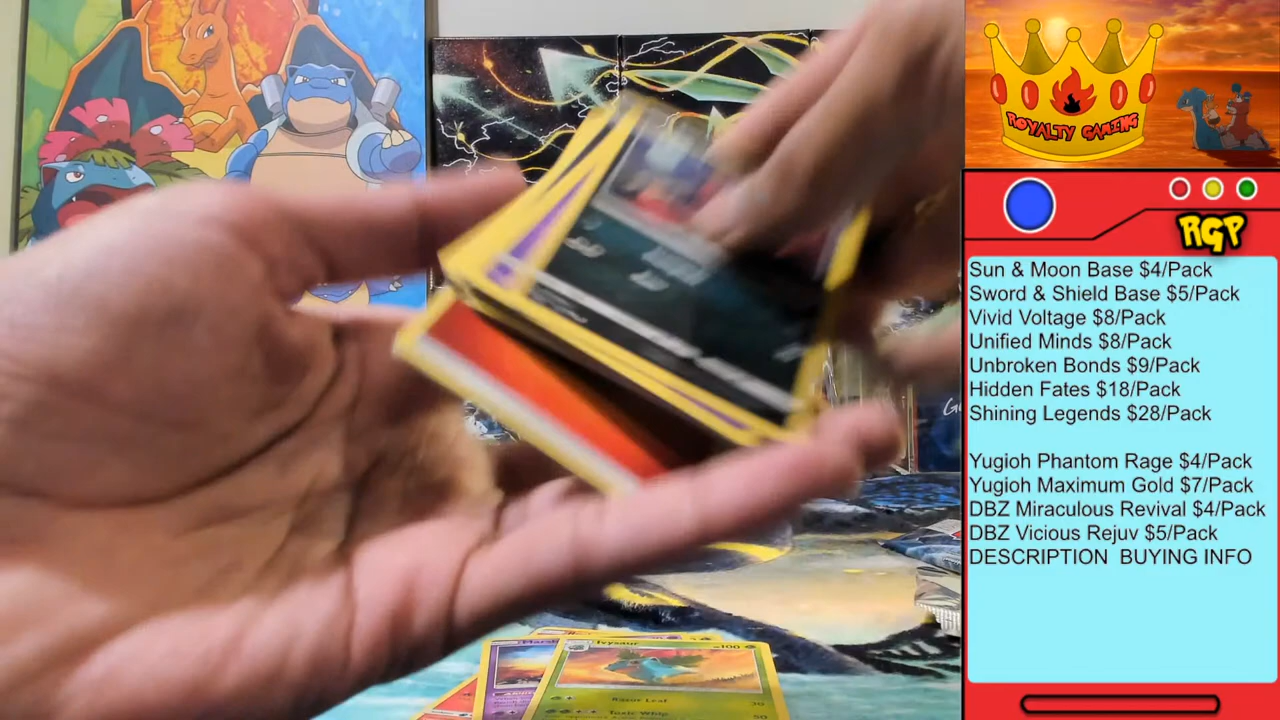 ROYALTY GAMING
RGP
Sun & Moon Base $4/Pack
Sword & Shield Base $5/Pack
Vivid Voltage $8/Pack
Unified Minds $8/Pack
Unbroken Bonds $9/Pack
Hidden Fates $18/Pack
Shining Legends $28/Pack
Yugioh Phantom Rage $4/Pack
Yugioh Maximum Gold $7/Pack
DBZ Miraculous Revival $4/Pack
DBZ Vicious Rejuv $5/Pack
DESCRIPTION BUYING INFO
Ivysaur 100
Razor Leaf 20
Toxic Whip 50